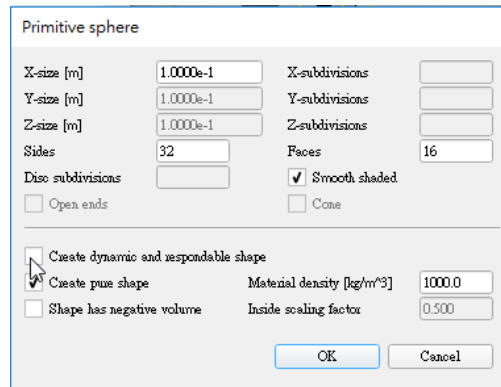 Primitive sphere
X-size [m] 1.0000e-1 X-subdivisions
Y-size [m] 1.0000e-1 Y-subdivisions
Z-size [m] 1.0000e-1 Z-subdivisions
Sides 32 Faces 16
Disc subdivisions Smooth shaded
Open ends Cone
Create dynamic and respondable shape
Create pure shape Material density [kg/m^3] 1000.0
Shape has negative volume Inside scaling factor 0.500
OK Cancel